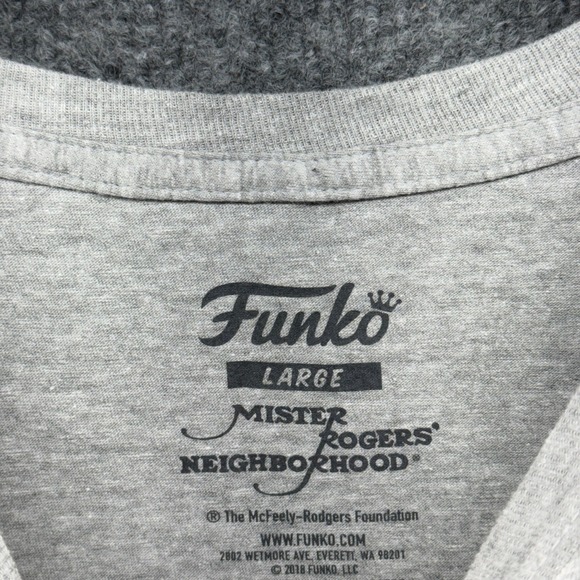 Funko
LARGE
MISTER
ROGERS'®
NEIGHBORHOOD®
® The McFeely-Rodgers Foundation
WWW.FUNKO.COM
2802 WETMORE AVE. EVERETT, WA 98201
© 2018 FUNKO, LLC